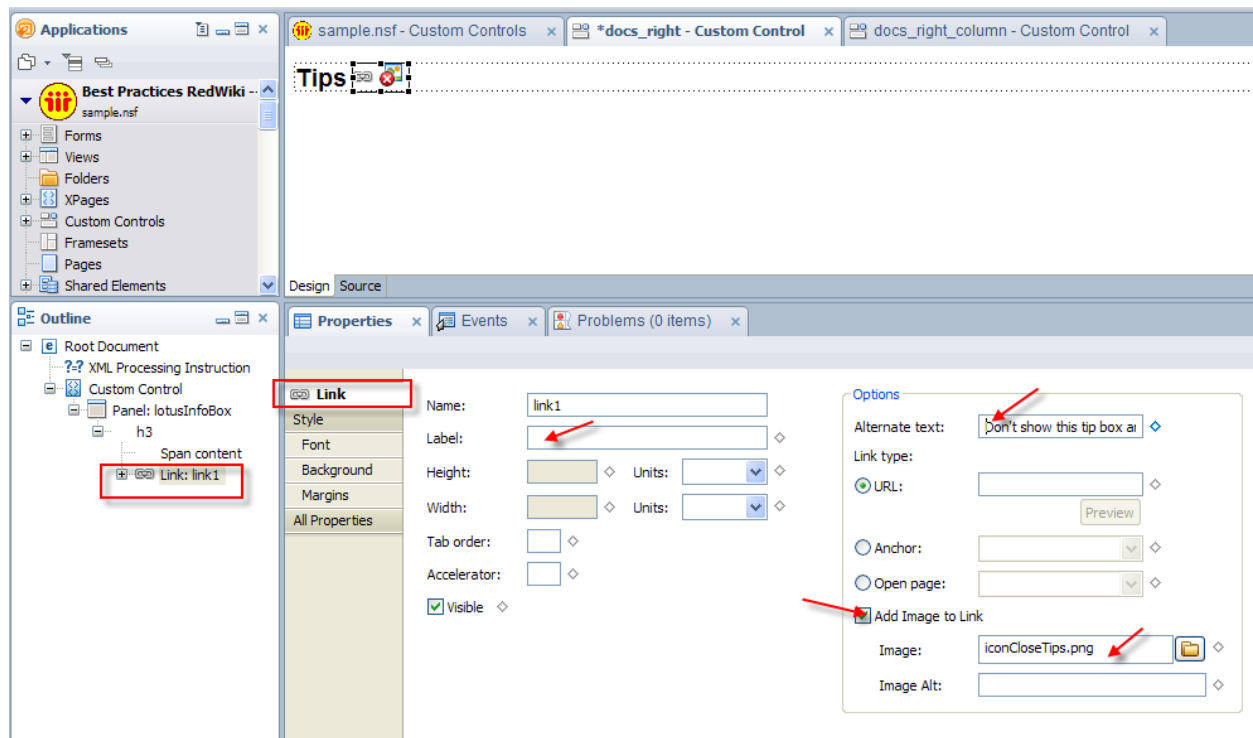 Applications
sample.nsf - Custom Controls
*docs_right - Custom Control
docs_right_column - Custom Control
Best Practices RedWiki -
sample.nsf
Forms
Views
Folders
XPages
Custom Controls
Framesets
Pages
Shared Elements
Tips
Design
Source
Outline
Root Document
?-? XML Processing Instruction
Custom Control
Panel: lotusInfoBox
h3
Span content
Link: link1
Properties
Events
Problems (0 items)
Link
Style
Font
Background
Margins
All Properties
Name: link1
Label:
Height: Units:
Width: Units:
Tab order:
Accelerator:
Visible
Options
Alternate text: Don't show this tip box
Link type:
URL:
Preview
Anchor:
Open page:
Add Image to Link
Image: iconCloseTips.png
Image Alt: